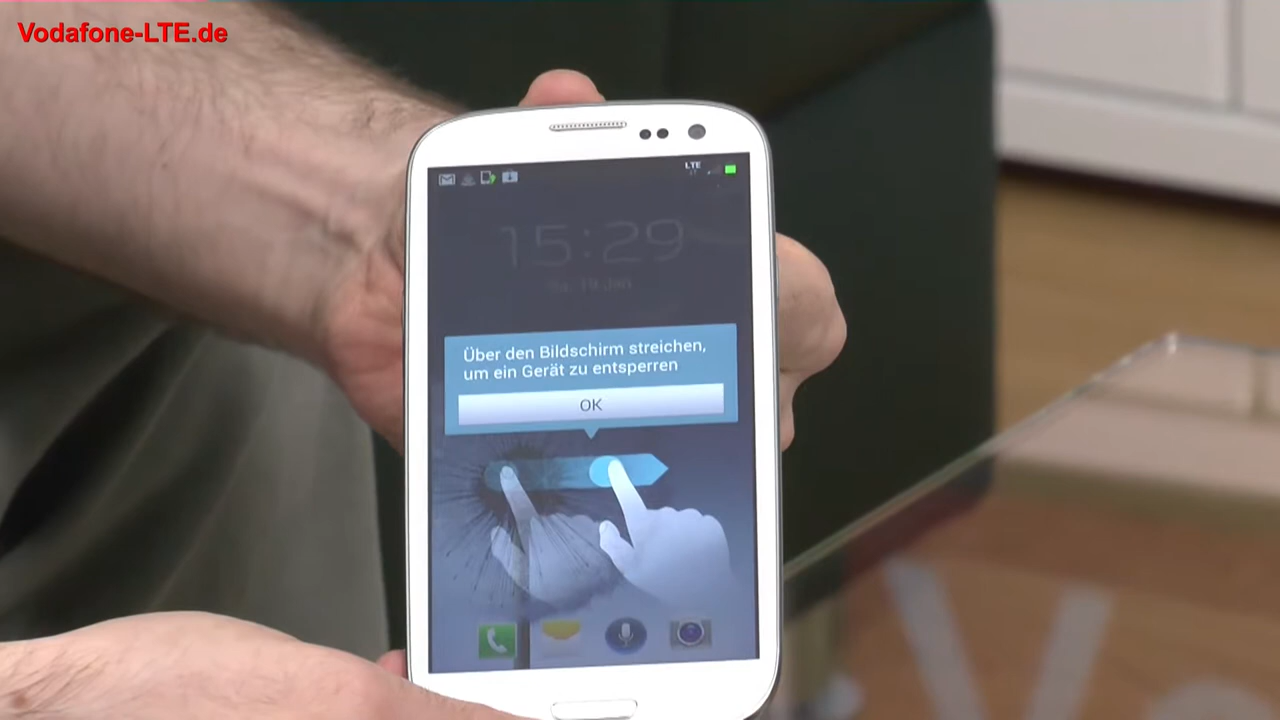 Vodafone-LTE.de
LTE
15:29
Über den Bildschirm streichen,
um ein Gerät zu entsperren
OK